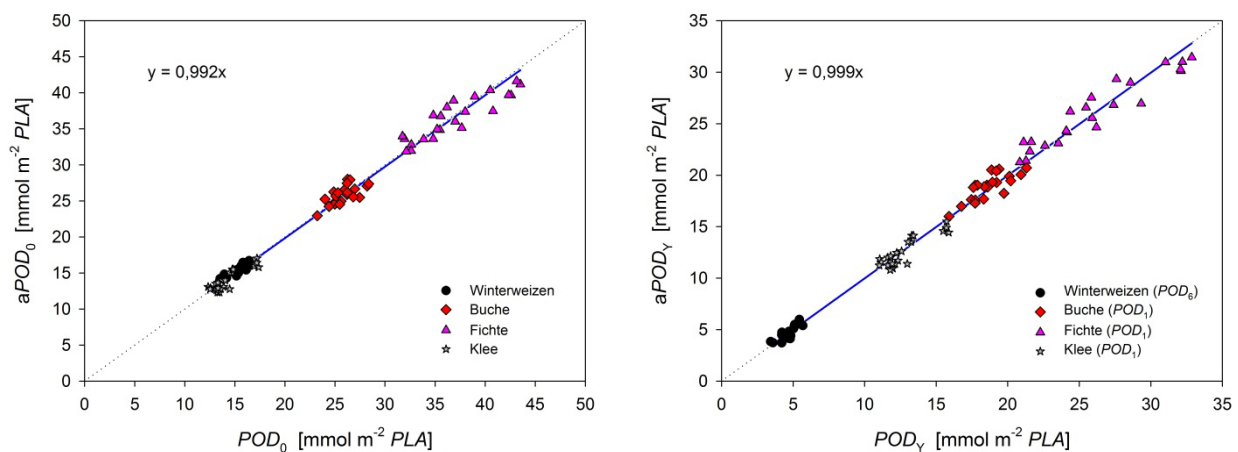 50
45
40
35
30
25
20
15
10
5
0
aPOD₀ [mmol m⁻² PLA]
y = 0,992x
Winterweizen
Buche
Fichte
Klee
0 5 10 15 20 25 30 35 40 45 50
POD₀ [mmol m⁻² PLA]
35
30
25
20
15
10
5
0
aPOD_Y [mmol m⁻² PLA]
y = 0,999x
Winterweizen (POD₆)
Buche (POD₁)
Fichte (POD₁)
Klee (POD₁)
0 5 10 15 20 25 30 35
POD_Y [mmol m⁻² PLA]